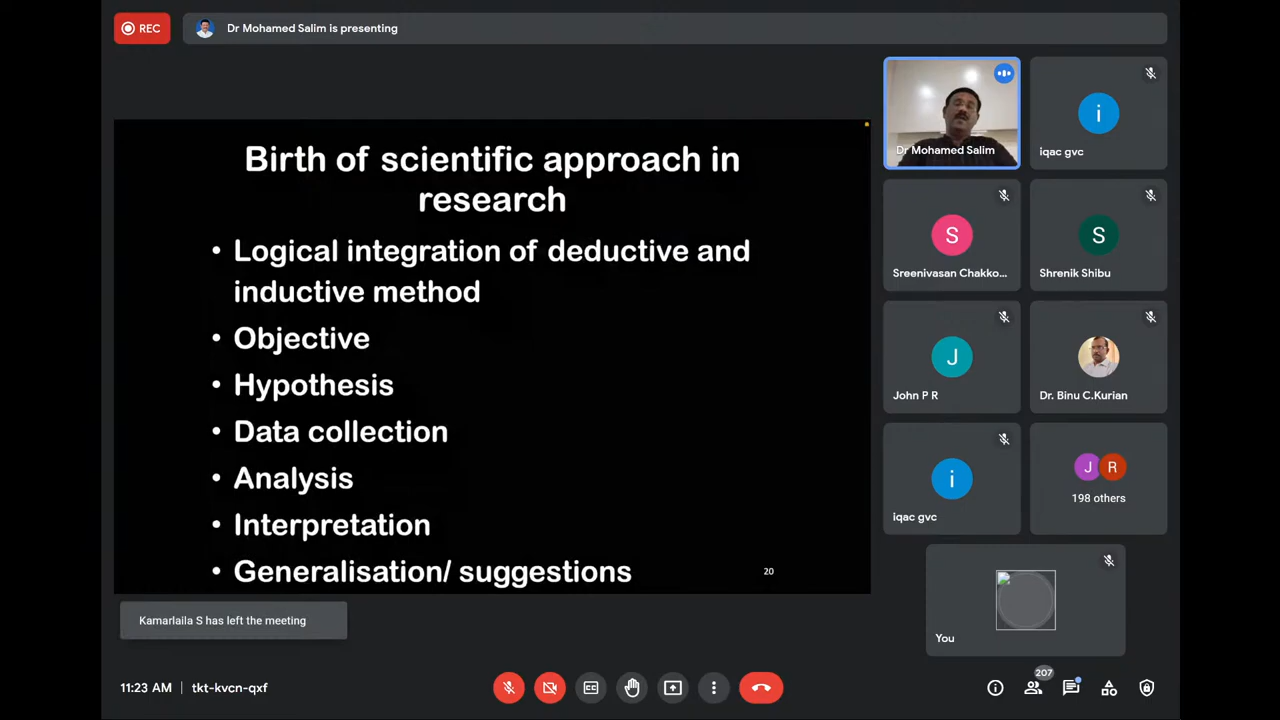 REC
Dr Mohamed Salim is presenting
Birth of scientific approach in
research
• Logical integration of deductive and
inductive method
• Objective
• Hypothesis
• Data collection
• Analysis
• Interpretation
• Generalisation/ suggestions
20
Dr Mohamed Salim
i
iqac gvc
S
Sreenivasan Chakko...
S
Shrenik Shibu
J
John P R
Dr. Binu C.Kurian
i
iqac gvc
J R
198 others
You
Kamarlaila S has left the meeting
11:23 AM | tkt-kvcn-qxf
CC
207